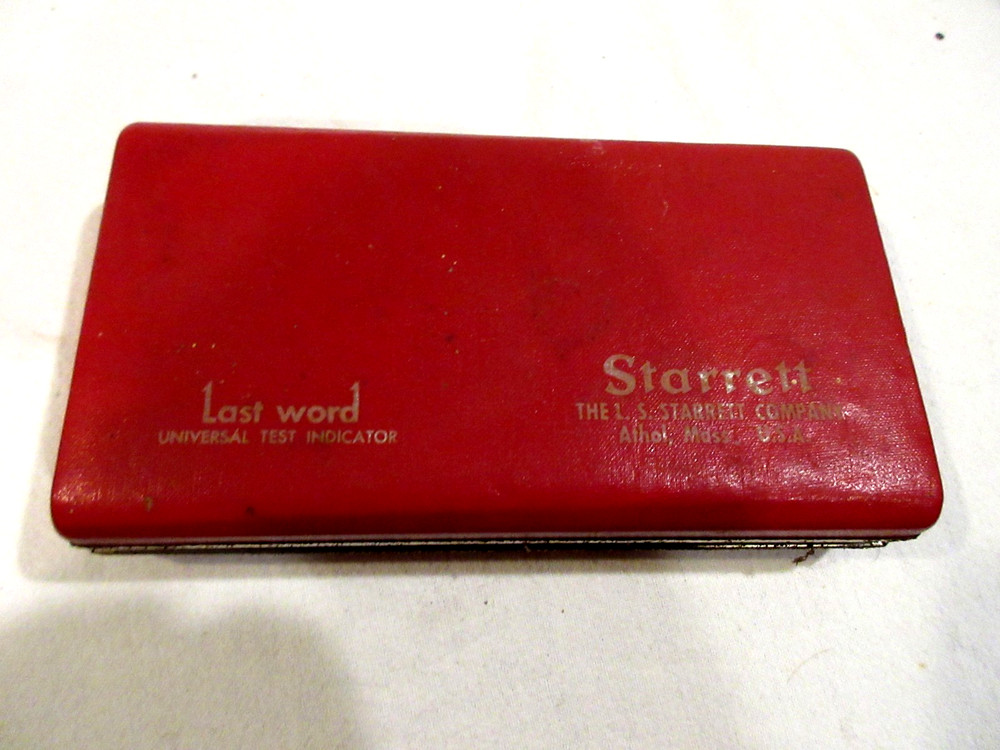 Last word
UNIVERSAL TEST INDICATOR
Starrett
THE L. S. STARRETT COMPANY
Athol, Mass., U.S.A.